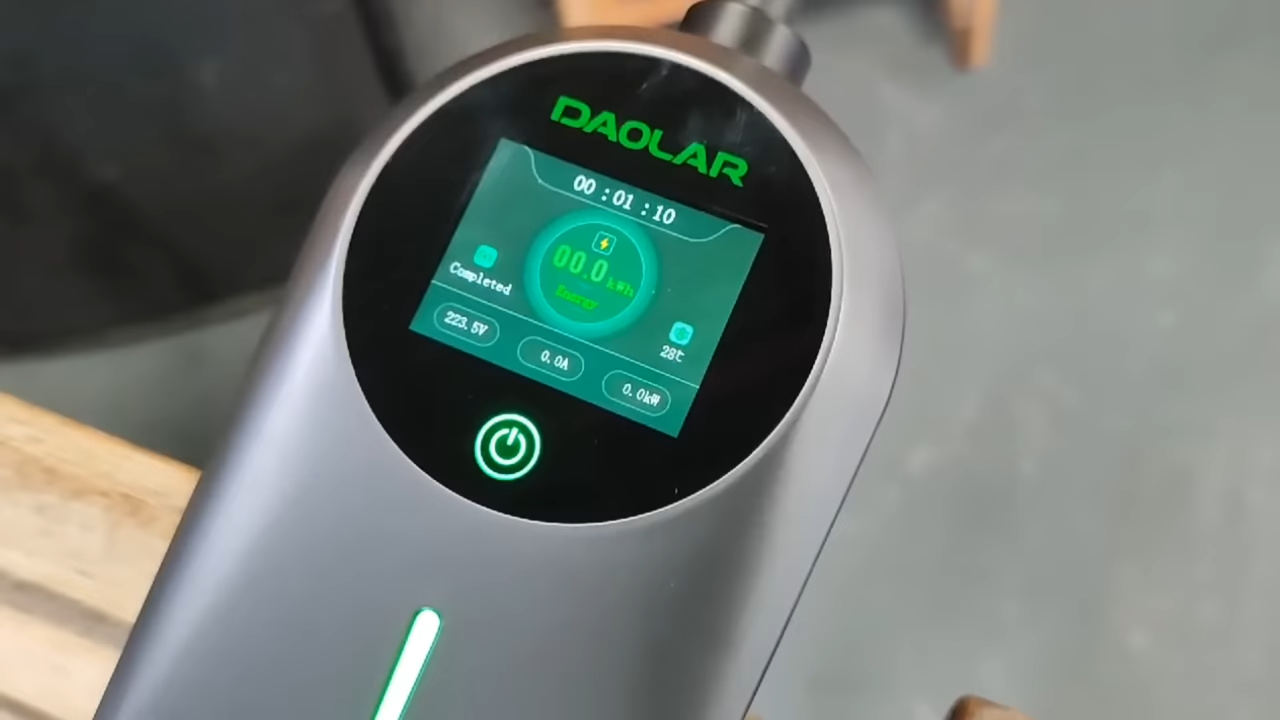 DAOLAR
00 : 01 : 10
00.0 kWh
Energy
Completed
28℃
223.5V
0.0A
0.0kW